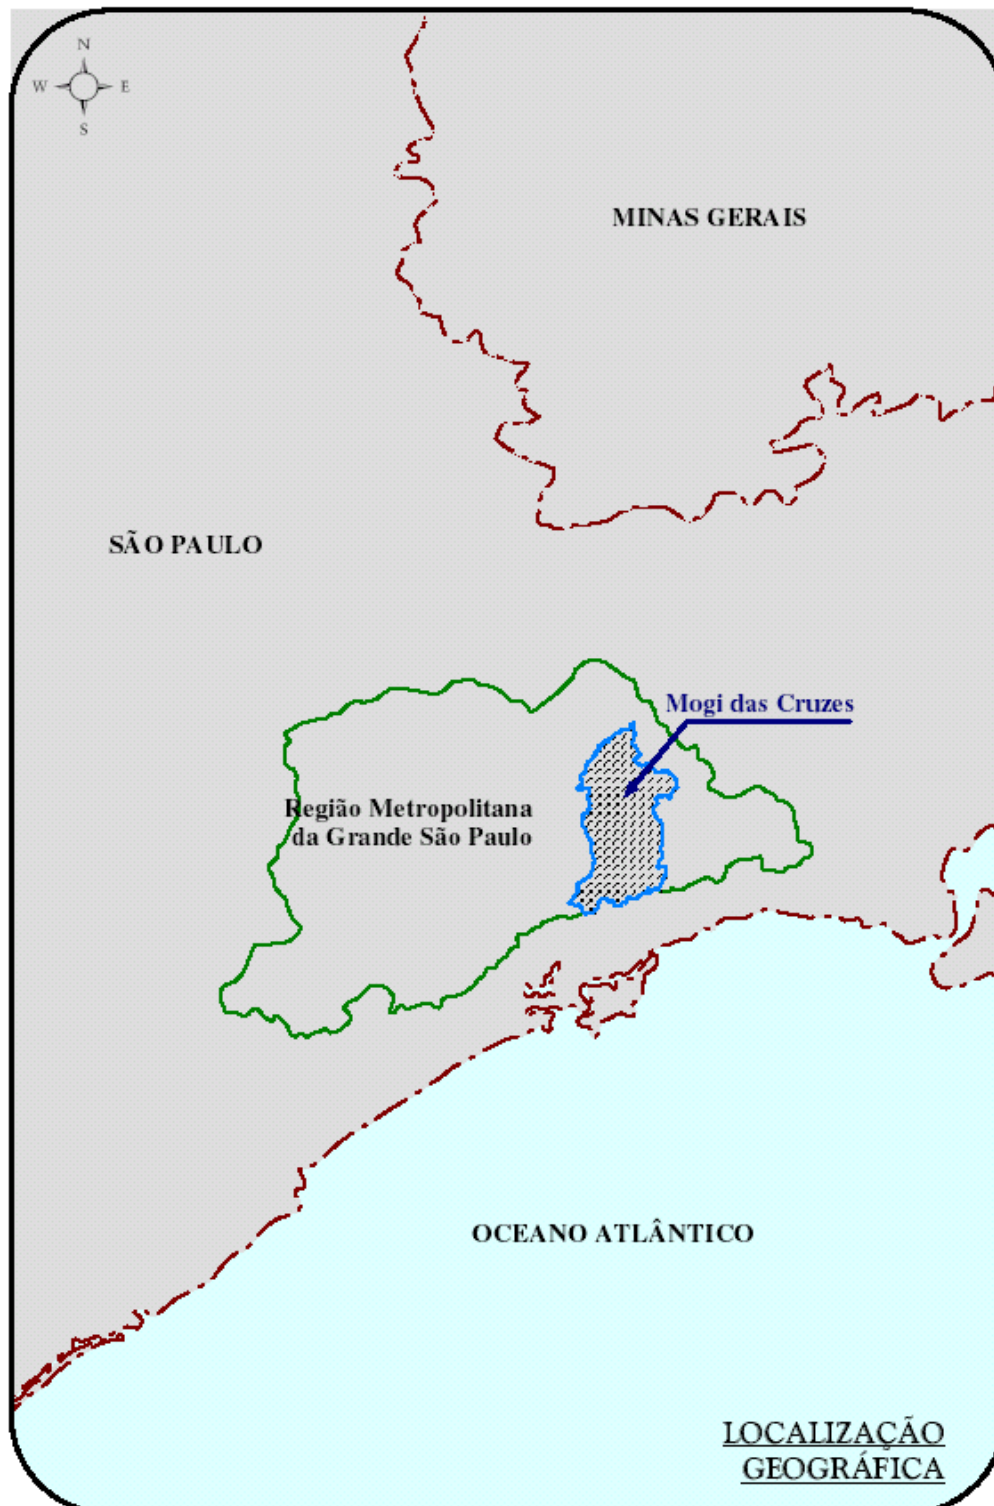 N
W E
S
MINAS GERAIS
SÃO PAULO
Mogi das Cruzes
Região Metropolitana
da Grande São Paulo
OCEANO ATLÂNTICO
LOCALIZAÇÃO
GEOGRÁFICA